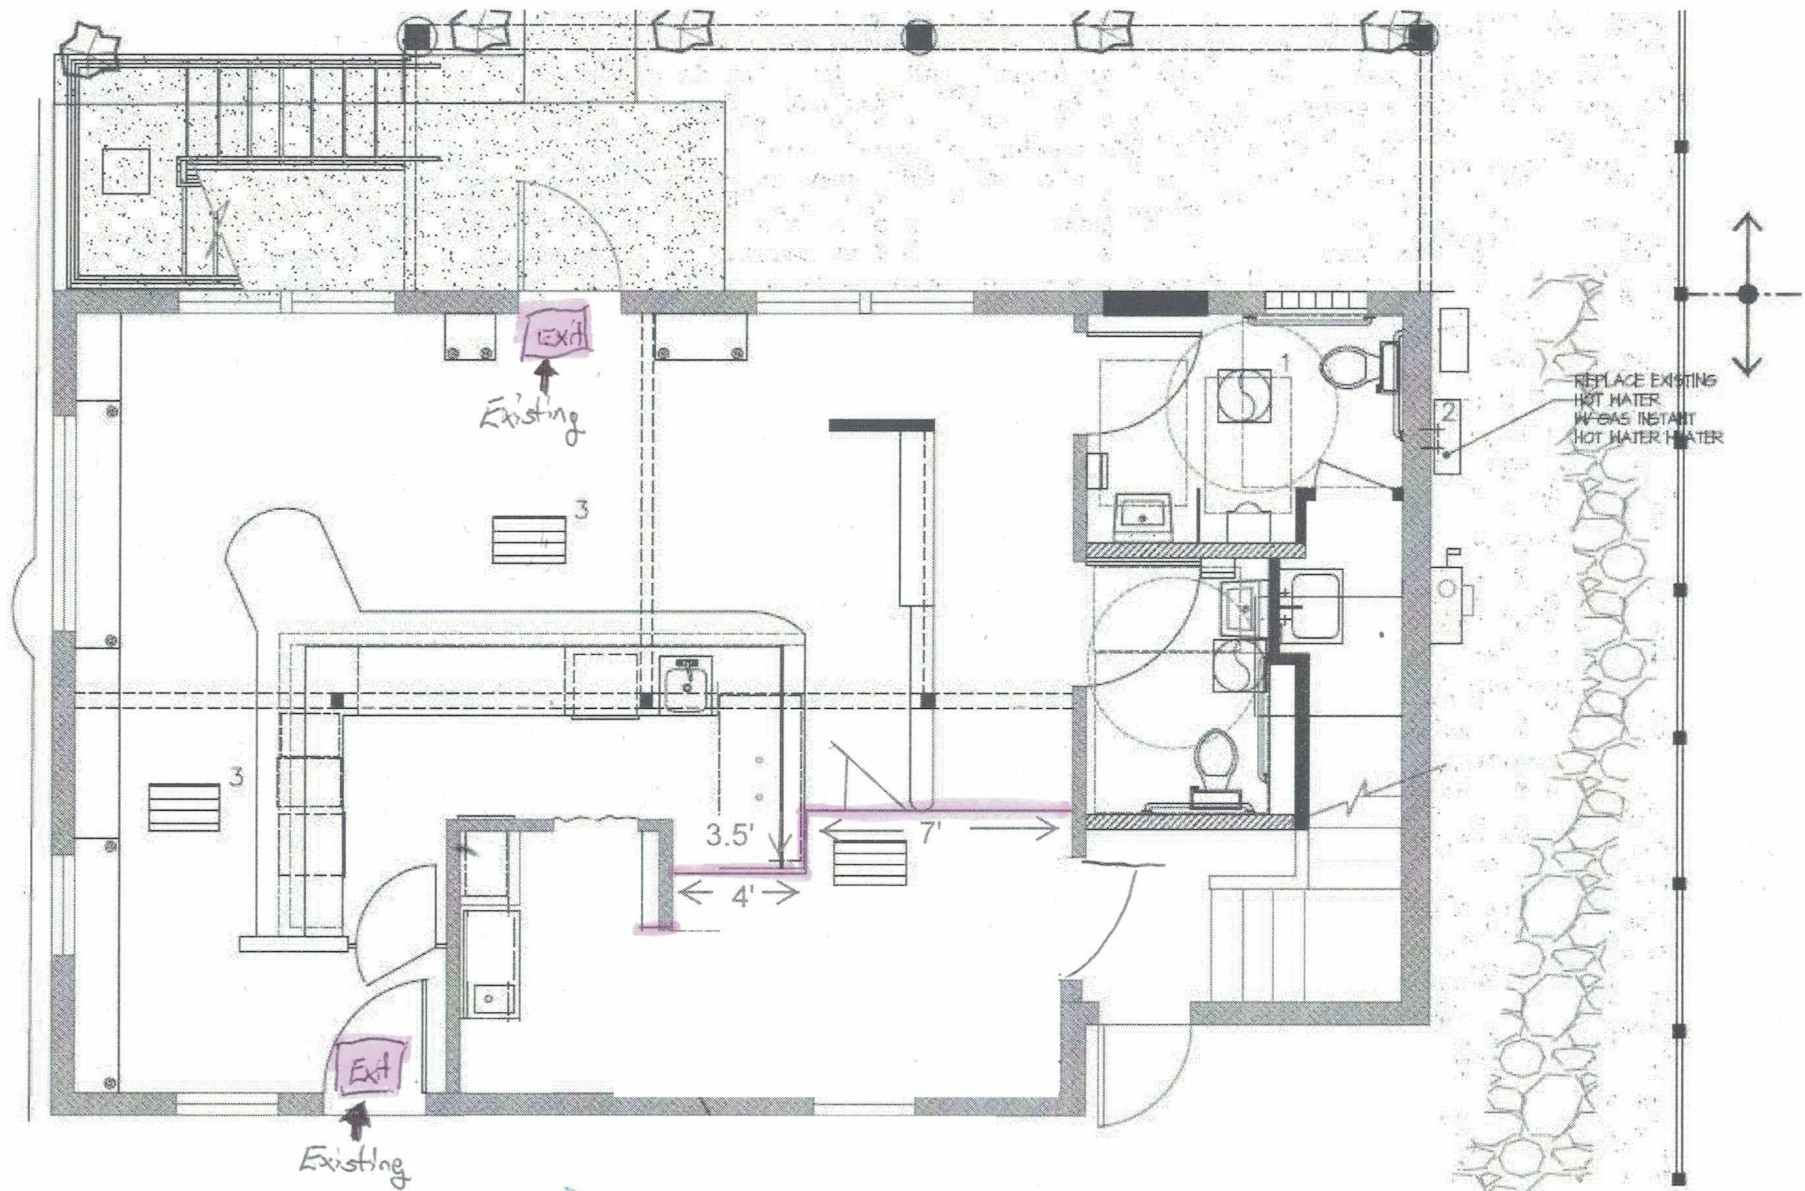 Exit
Existing
1
REPLACE EXISTING
HOT WATER
W/ GAS INSTANT
HOT WATER HEATER
2
3
3
3.5'
7'
4'
Exit
Existing